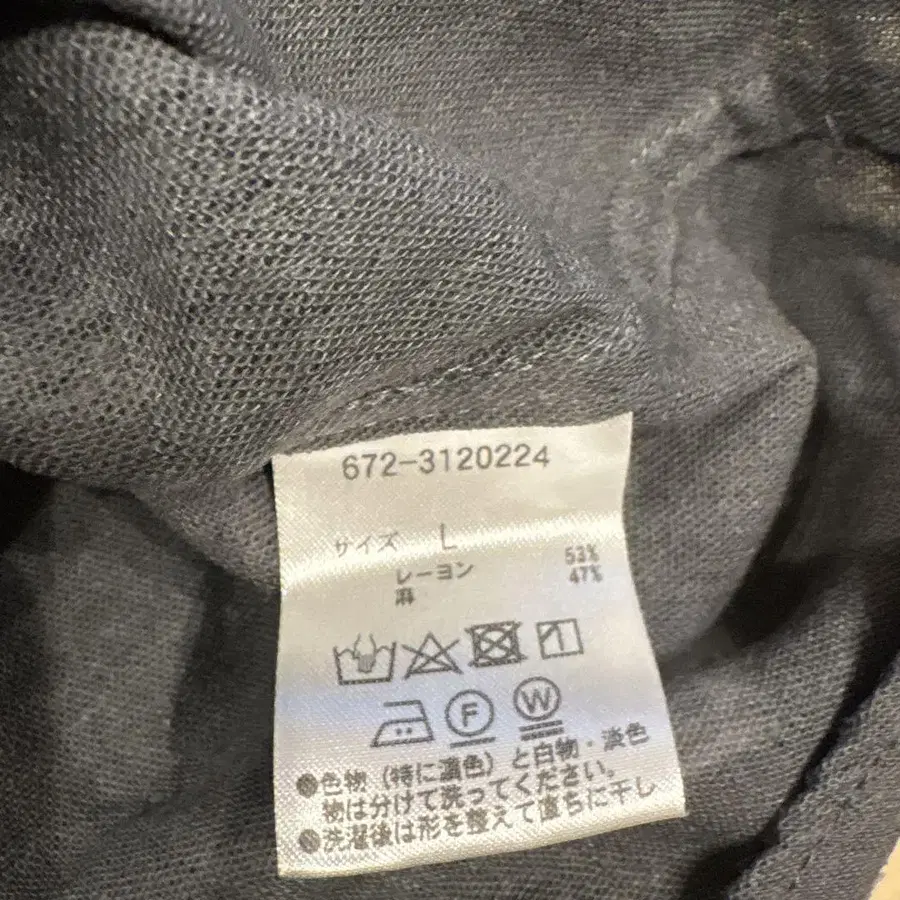 672-3120224
サイズ L
レーヨン 53%
麻 47%
F W
●色物（特に濃色）と白物・淡色
物は分けて洗ってください。
●洗濯後は形を整えて直ちに干し